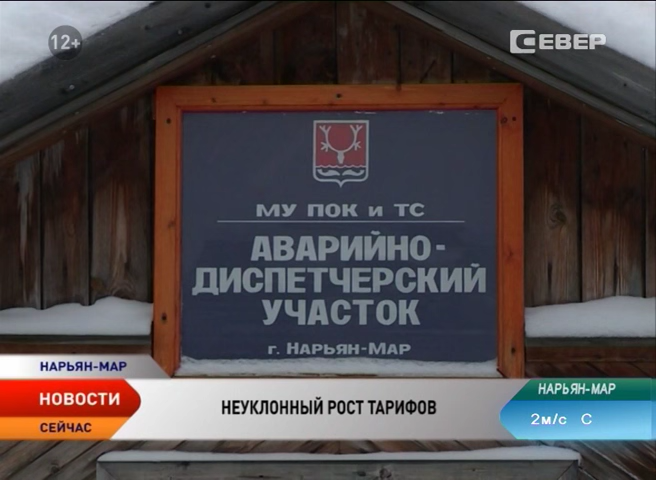 12+
СЕВЕР
МУ ПОК и ТС
АВАРИЙНО-
ДИСПЕТЧЕРСКИЙ
УЧАСТОК
г. НАРЬЯН-МАР
НАРЬЯН-МАР
НОВОСТИ
СЕЙЧАС
НЕУКЛОННЫЙ РОСТ ТАРИФОВ
НАРЬЯН-МАР
2м/с С